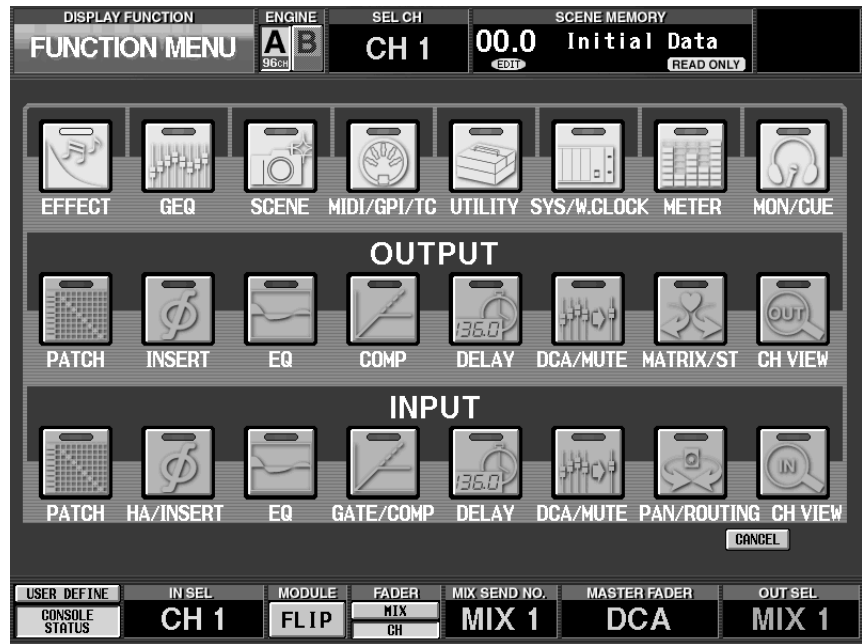 DISPLAY FUNCTION ENGINE SEL CH SCENE MEMORY
FUNCTION MENU A B CH 1 00.0 Initial Data
96CH EDIT READ ONLY
EFFECT GEQ SCENE MIDI/GPI/TC UTILITY SYS/W.CLOCK METER MON/CUE
OUTPUT
136.0 OUT
PATCH INSERT EQ COMP DELAY DCA/MUTE MATRIX/ST CH VIEW
INPUT
136.0 IN
PATCH HA/INSERT EQ GATE/COMP DELAY DCA/MUTE PAN/ROUTING CH VIEW
CANCEL
USER DEFINE IN SEL MODULE FADER MIX SEND NO. MASTER FADER OUT SEL
CONSOLE STATUS CH 1 FLIP MIX CH MIX 1 DCA MIX 1